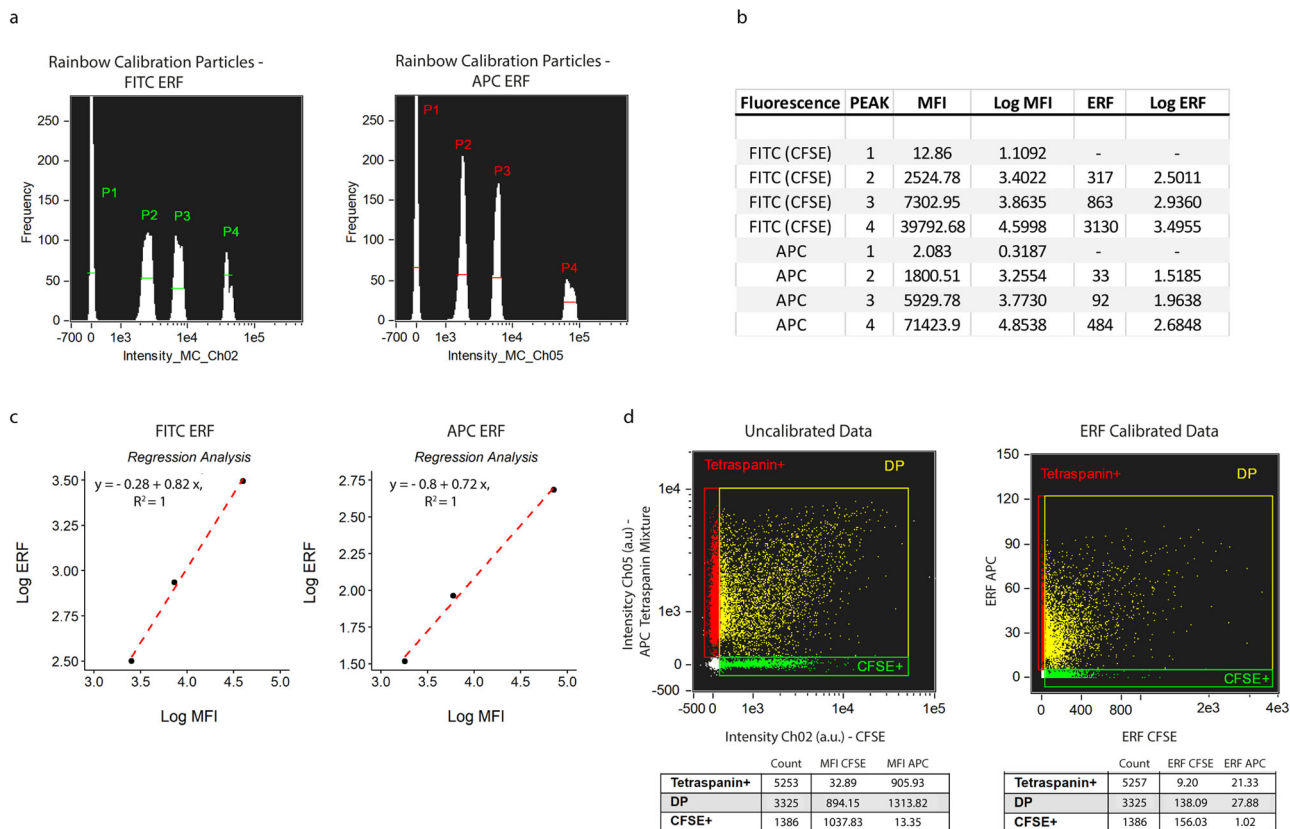 a
Rainbow Calibration Particles -
FITC ERF
Frequency
250
200
150
100
50
0
P1
P2
P3
P4
-700 0 1e3 1e4 1e5
Intensity_MC_Ch02
Rainbow Calibration Particles -
APC ERF
Frequency
250
200
150
100
50
0
P1
P2
P3
P4
-700 0 1e3 1e4 1e5
Intensity_MC_Ch05
b
Fluorescence PEAK MFI Log MFI ERF Log ERF
FITC (CFSE) 1 12.86 1.1092 - -
FITC (CFSE) 2 2524.78 3.4022 317 2.5011
FITC (CFSE) 3 7302.95 3.8635 863 2.9360
FITC (CFSE) 4 39792.68 4.5998 3130 3.4955
APC 1 2.083 0.3187 - -
APC 2 1800.51 3.2554 33 1.5185
APC 3 5929.78 3.7730 92 1.9638
APC 4 71423.9 4.8538 484 2.6848
c
FITC ERF
Regression Analysis
y = - 0.28 + 0.82 x,
R² = 1
Log ERF
3.50
3.25
3.00
2.75
2.50
3.0 3.5 4.0 4.5 5.0
Log MFI
APC ERF
Regression Analysis
y = - 0.8 + 0.72 x,
R² = 1
Log ERF
2.75
2.50
2.25
2.00
1.75
1.50
3.0 3.5 4.0 4.5 5.0
Log MFI
d
Uncalibrated Data
Tetraspanin+
DP
CFSE+
Intensitcy Ch05 (a.u) -
APC Tetraspanin Mixture
1e4
1e3
0
-500
-500 0 1e3 1e4 1e5
Intensity Ch02 (a.u.) - CFSE
Count MFI CFSE MFI APC
Tetraspanin+ 5253 32.89 905.93
DP 3325 894.15 1313.82
CFSE+ 1386 1037.83 13.35
ERF Calibrated Data
Tetraspanin+
DP
CFSE+
ERF APC
150
120
90
60
30
0
0 400 800 2e3 4e3
ERF CFSE
Count ERF CFSE ERF APC
Tetraspanin+ 5257 9.20 21.33
DP 3325 138.09 27.88
CFSE+ 1386 156.03 1.02